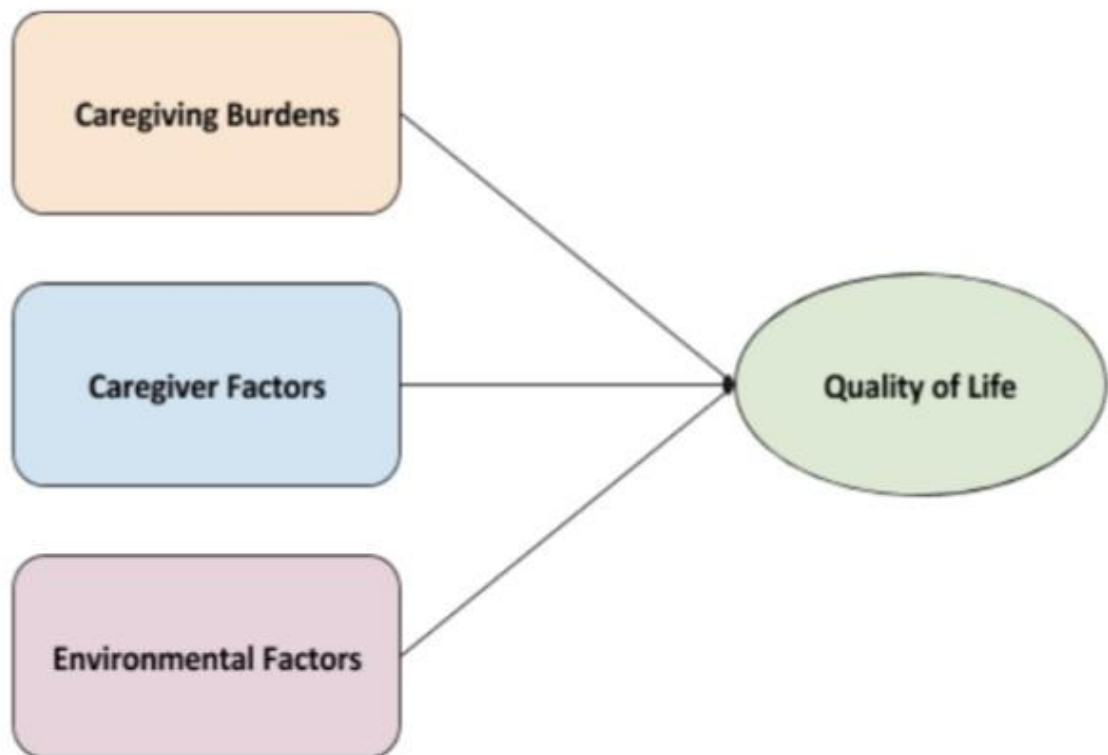 Caregiving Burdens
Caregiver Factors
Quality of Life
Environmental Factors